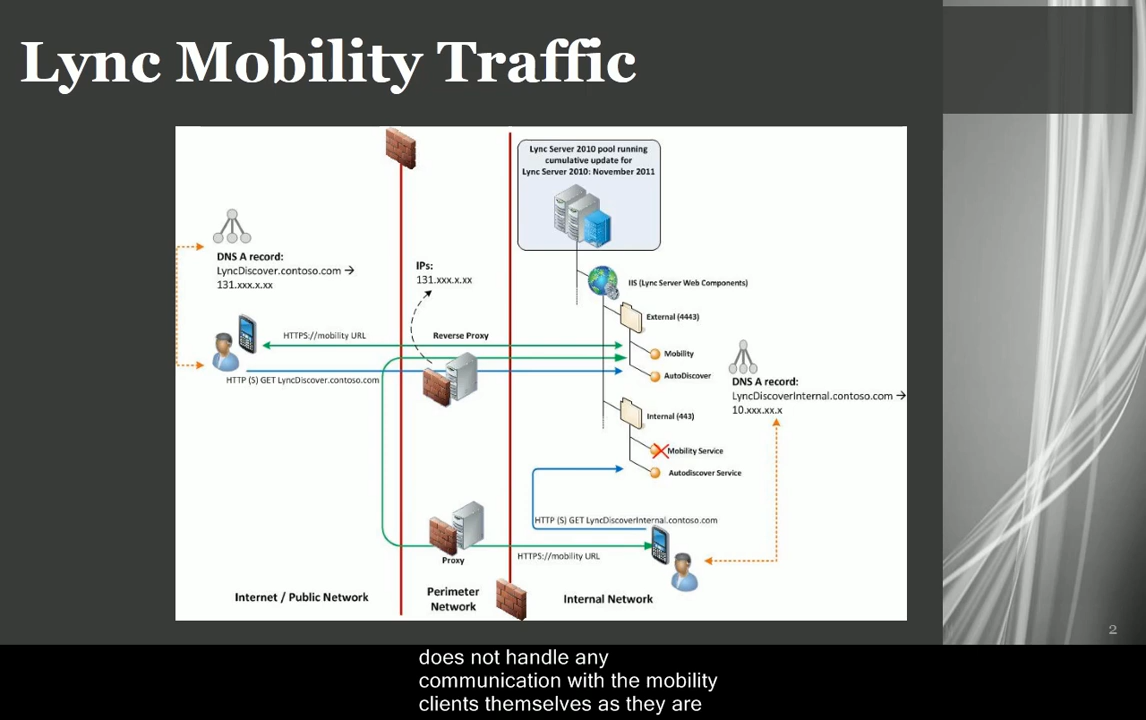 Lync Mobility Traffic
Lync Server 2010 pool running
cumulative update for
Lync Server 2010: November 2011
DNS A record:
LyncDiscover.contoso.com →
131.xxx.x.xx
IPs:
131.xxx.x.xx
IIS (Lync Server Web Components)
External (4443)
HTTPS://mobility URL
Reverse Proxy
Mobility
AutoDiscover
HTTP (S) GET LyncDiscover.contoso.com
DNS A record:
LyncDiscoverInternal.contoso.com →
10.xxx.xx.x
Internal (443)
Mobility Service
Autodiscover Service
HTTP (S) GET LyncDiscoverInternal.contoso.com
Proxy
HTTPS://mobility URL
Internet / Public Network
Perimeter
Network
Internal Network
2
does not handle any
communication with the mobility
clients themselves as they are